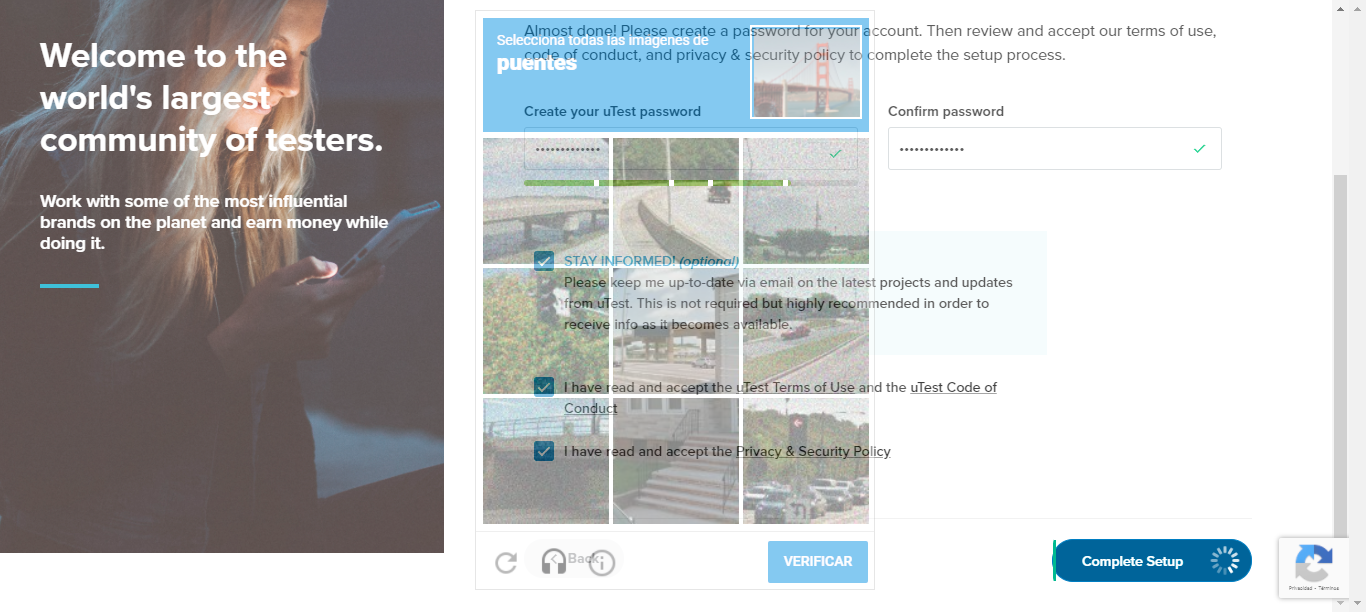 Welcome to the
world's largest
community of testers.
Work with some of the most influential
brands on the planet and earn money while
doing it.
Almost done! Please create a password for your account. Then review and accept our terms of use,
code of conduct, and privacy & security policy to complete the setup process.
Selecciona todas las imágenes de
puentes
Create your uTest password
Confirm password
STAY INFORMED! (optional)
Please keep me up-to-date via email on the latest projects and updates
from uTest. This is not required but highly recommended in order to
receive info as it becomes available.
I have read and accept the uTest Terms of Use and the uTest Code of
Conduct
I have read and accept the Privacy & Security Policy
Back
VERIFICAR
Complete Setup
Privacidad - Términos